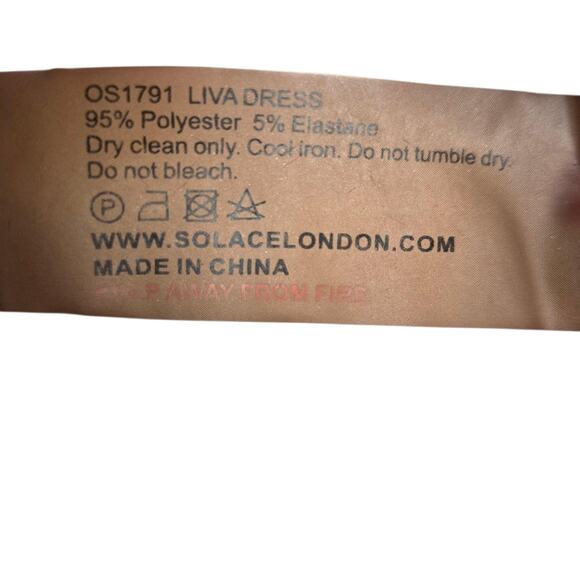 OS1791 LIVA DRESS
95% Polyester 5% Elastane
Dry clean only. Cool iron. Do not tumble dry.
Do not bleach.
P
WWW.SOLACELONDON.COM
MADE IN CHINA
KEEP AWAY FROM FIRE